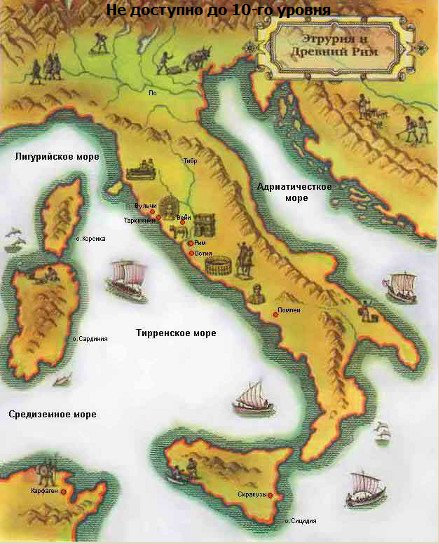 Не доступно до 10-го уровня
Этрурия и
Древний Рим
По
Лигурийское море
Тибр
Адриатическое
море
Вульчи
Тарквинии
Вейи
о. Корсика
Рим
Остия
Помпеи
Тирренское море
о. Сардиния
Средиземное море
Карфаген
Сиракузы
о. Сицилия